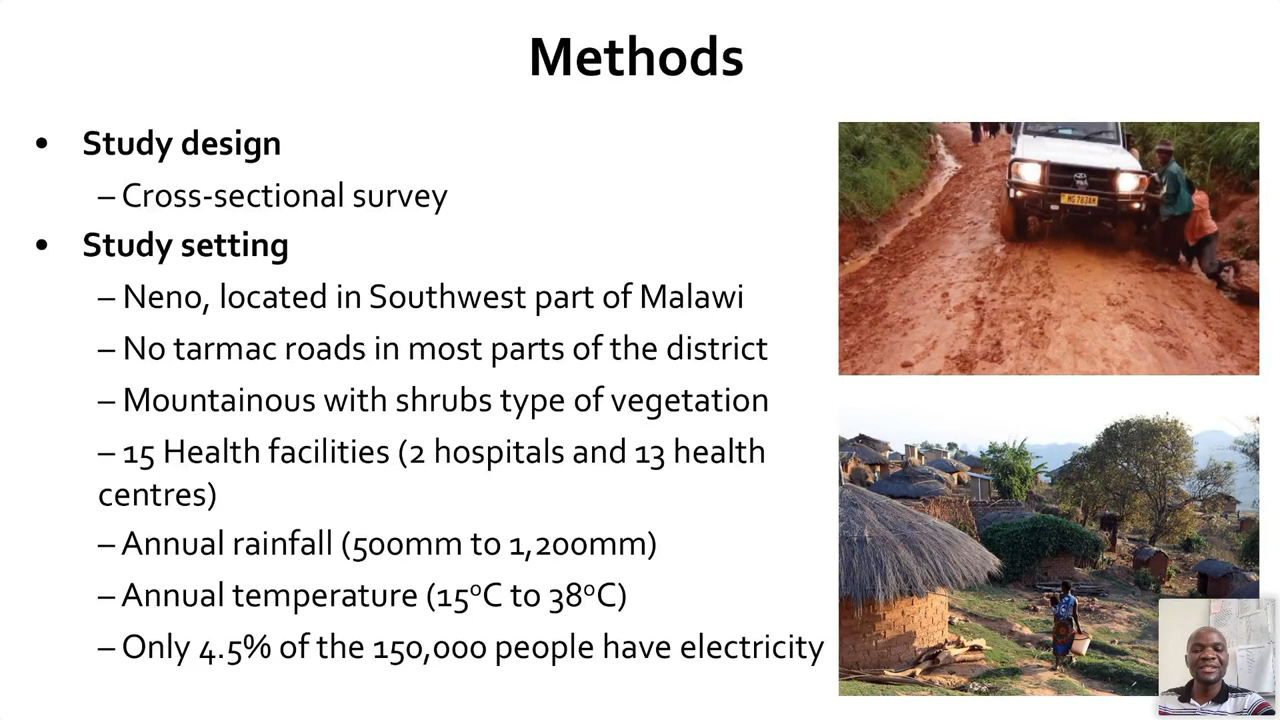 Methods
• Study design
– Cross-sectional survey
• Study setting
– Neno, located in Southwest part of Malawi
– No tarmac roads in most parts of the district
– Mountainous with shrubs type of vegetation
– 15 Health facilities (2 hospitals and 13 health
centres)
– Annual rainfall (500mm to 1,200mm)
– Annual temperature (15°C to 38°C)
– Only 4.5% of the 150,000 people have electricity